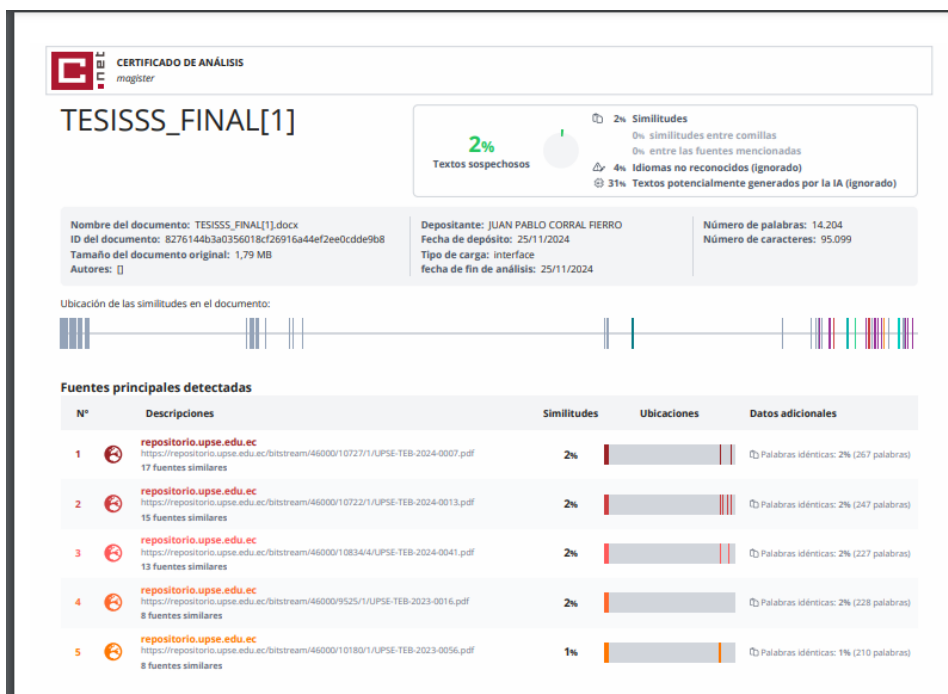 net
CERTIFICADO DE ANÁLISIS
magister
TESISSS_FINAL[1]
2%
Textos sospechosos
2% Similitudes
0% similitudes entre comillas
0% entre las fuentes mencionadas
4% Idiomas no reconocidos (ignorado)
31% Textos potencialmente generados por la IA (ignorado)
Nombre del documento: TESISSS_FINAL[1].docx
ID del documento: 8276144b3a0356018cf26916a44ef2ee0cdde9b8
Tamaño del documento original: 1,79 MB
Autores: []
Depositante: JUAN PABLO CORRAL FIERRO
Fecha de depósito: 25/11/2024
Tipo de carga: interface
fecha de fin de análisis: 25/11/2024
Número de palabras: 14.204
Número de caracteres: 95.099
Ubicación de las similitudes en el documento:
Fuentes principales detectadas
N° Descripciones Similitudes Ubicaciones Datos adicionales
1 repositorio.upse.edu.ec
https://repositorio.upse.edu.ec/bitstream/46000/10727/1/UPSE-TEB-2024-0007.pdf
17 fuentes similares
2% Palabras idénticas: 2% (267 palabras)
2 repositorio.upse.edu.ec
https://repositorio.upse.edu.ec/bitstream/46000/10722/1/UPSE-TEB-2024-0013.pdf
15 fuentes similares
2% Palabras idénticas: 2% (247 palabras)
3 repositorio.upse.edu.ec
https://repositorio.upse.edu.ec/bitstream/46000/10834/4/UPSE-TEB-2024-0041.pdf
13 fuentes similares
2% Palabras idénticas: 2% (227 palabras)
4 repositorio.upse.edu.ec
https://repositorio.upse.edu.ec/bitstream/46000/9525/1/UPSE-TEB-2023-0016.pdf
8 fuentes similares
2% Palabras idénticas: 2% (228 palabras)
5 repositorio.upse.edu.ec
https://repositorio.upse.edu.ec/bitstream/46000/10180/1/UPSE-TEB-2023-0056.pdf
8 fuentes similares
1% Palabras idénticas: 1% (210 palabras)